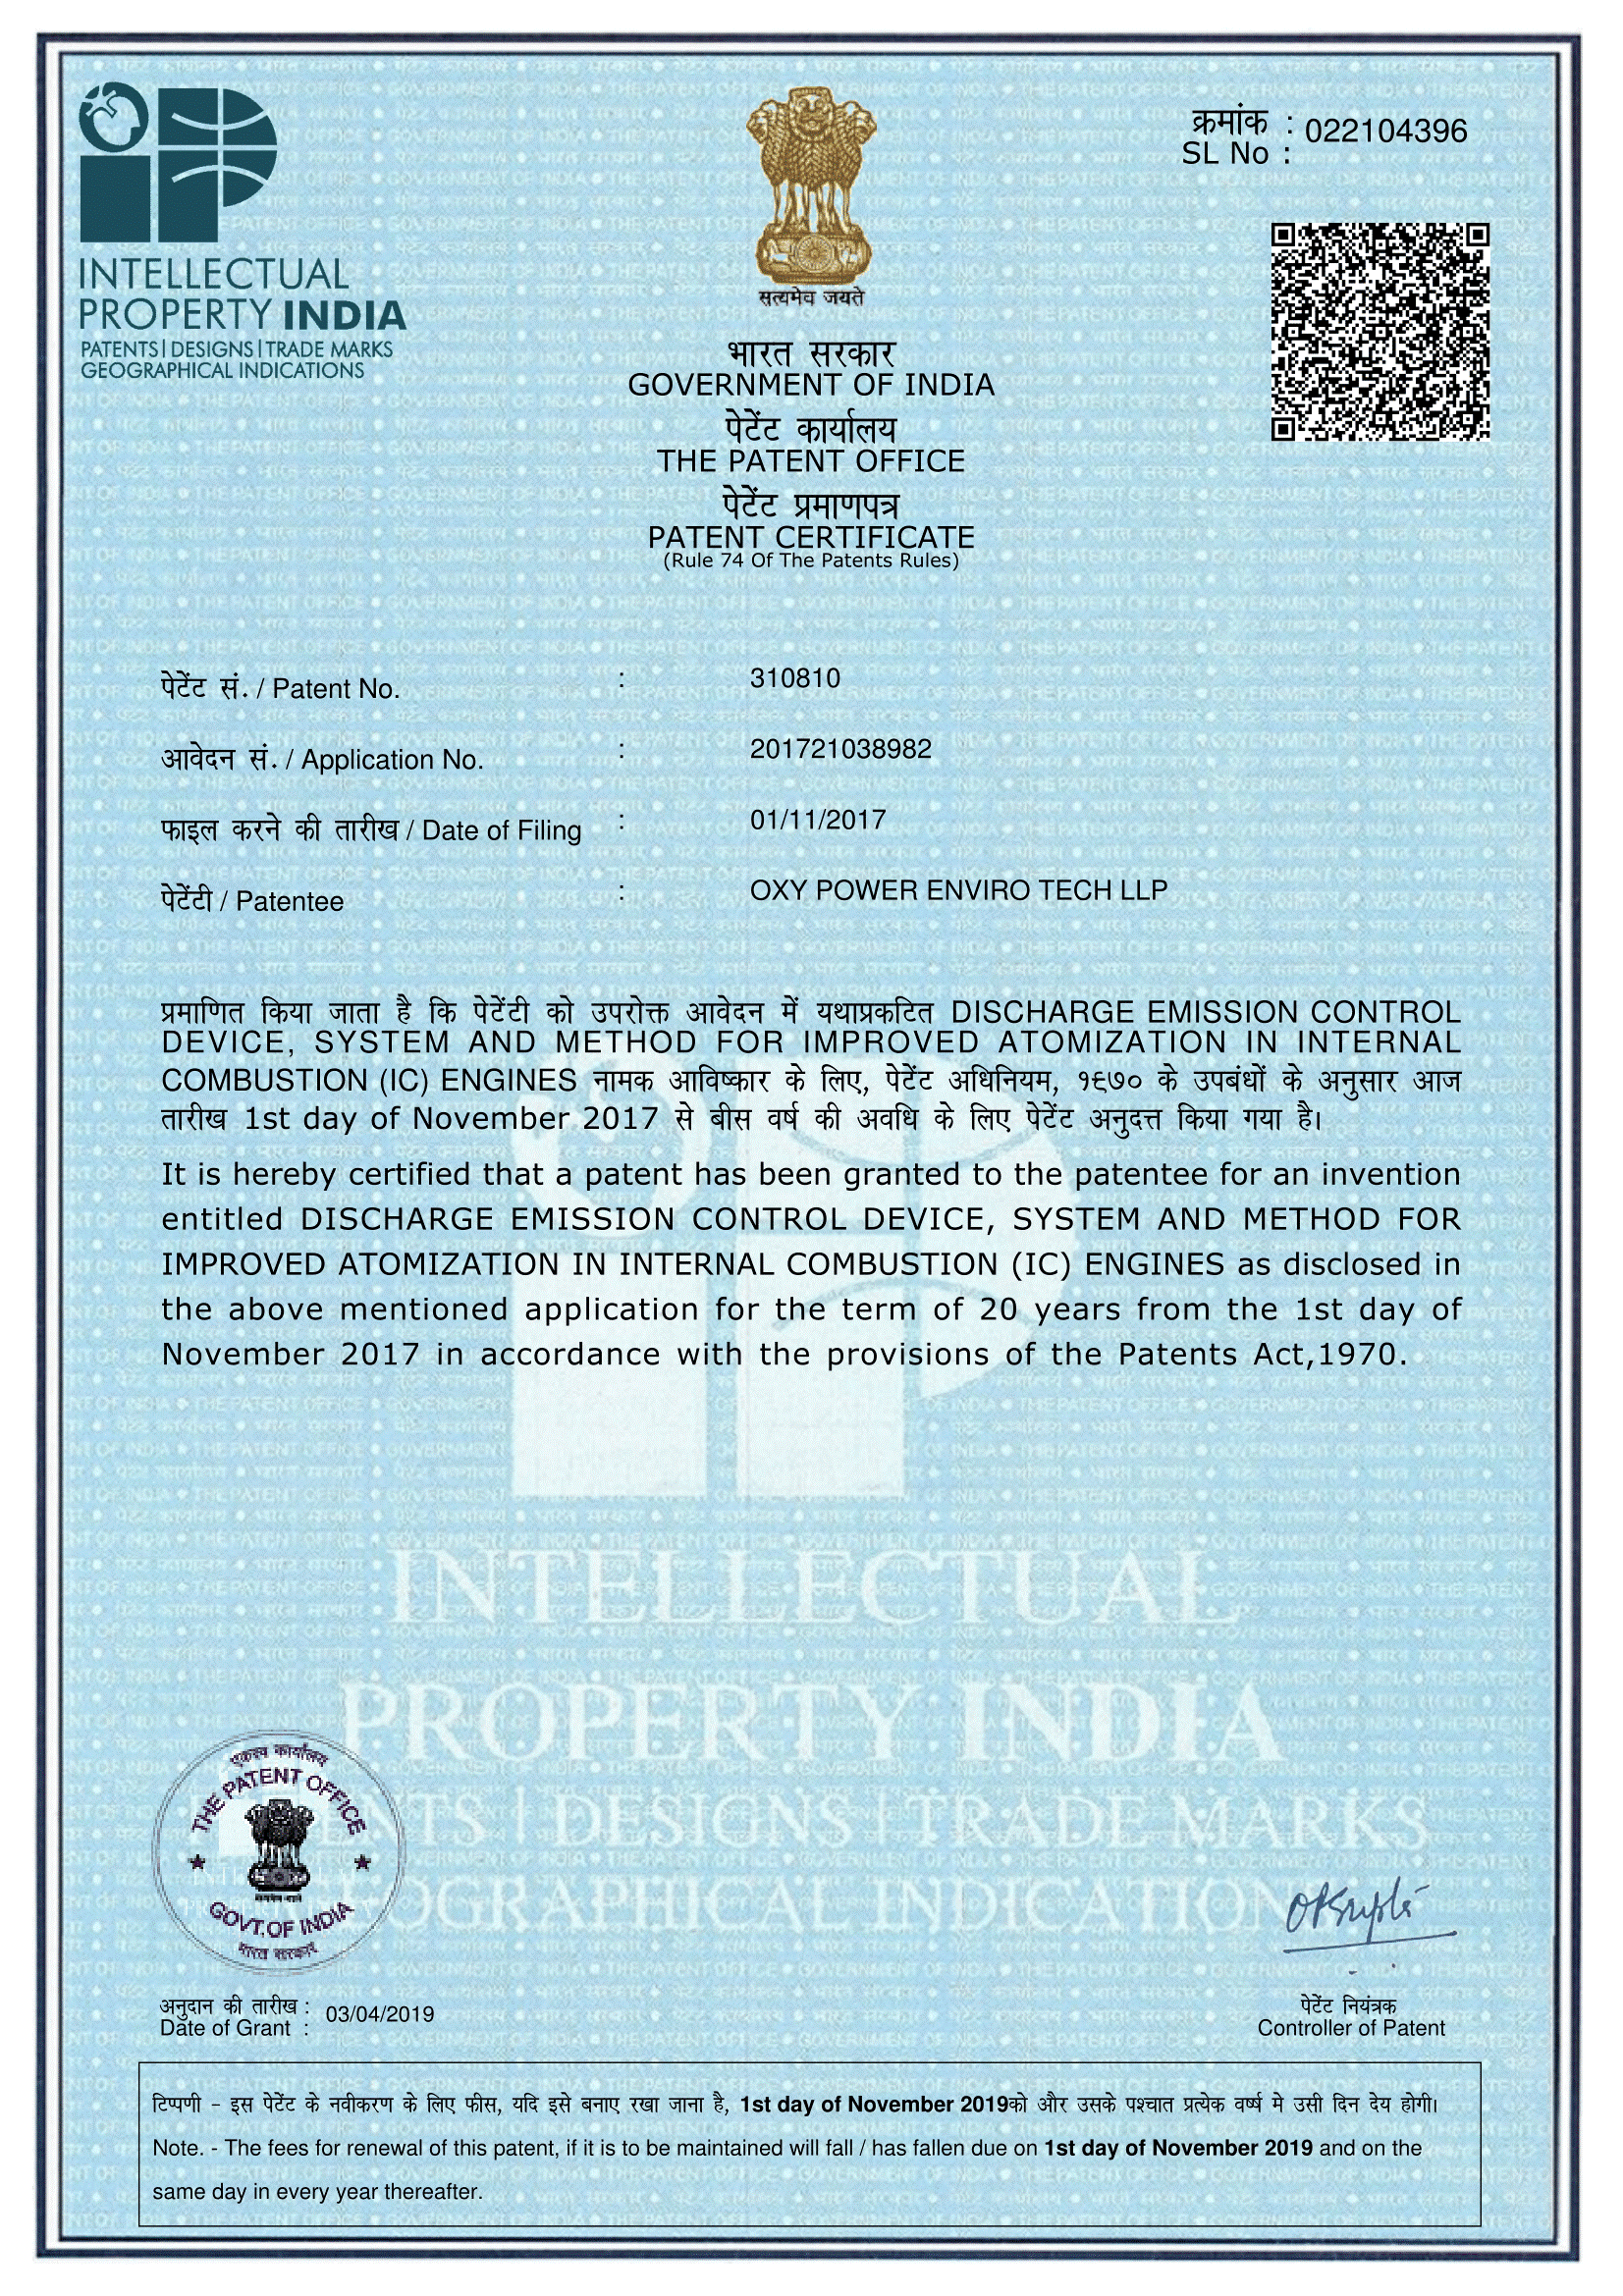 INTELLECTUAL
PROPERTY INDIA
PATENTS | DESIGNS | TRADE MARKS
GEOGRAPHICAL INDICATIONS
सत्यमेव जयते
क्रमांक : 022104396
SL No :
भारत सरकार
GOVERNMENT OF INDIA
पेटेंट कार्यालय
THE PATENT OFFICE
पेटेंट प्रमाणपत्र
PATENT CERTIFICATE
(Rule 74 Of The Patents Rules)
पेटेंट सं. / Patent No. : 310810
आवेदन सं. / Application No. : 201721038982
फाइल करने की तारीख / Date of Filing : 01/11/2017
पेटेंटी / Patentee : OXY POWER ENVIRO TECH LLP
प्रमाणित किया जाता है कि पेटेंटी को उपरोक्त आवेदन में यथाप्रकटित DISCHARGE EMISSION CONTROL
DEVICE, SYSTEM AND METHOD FOR IMPROVED ATOMIZATION IN INTERNAL
COMBUSTION (IC) ENGINES नामक आविष्कार के लिए, पेटेंट अधिनियम, १९७० के उपबंधों के अनुसार आज
तारीख 1st day of November 2017 से बीस वर्ष की अवधि के लिए पेटेंट अनुदत्त किया गया है।
It is hereby certified that a patent has been granted to the patentee for an invention
entitled DISCHARGE EMISSION CONTROL DEVICE, SYSTEM AND METHOD FOR
IMPROVED ATOMIZATION IN INTERNAL COMBUSTION (IC) ENGINES as disclosed in
the above mentioned application for the term of 20 years from the 1st day of
November 2017 in accordance with the provisions of the Patents Act,1970.
INTELLECTUAL
PROPERTY INDIA
DESIGNS | TRADE MARKS
GEOGRAPHICAL INDICATIONS
एकस्व कार्यालय
THE PATENT OFFICE
GOVT.OF INDIA
भारत सरकार
अनुदान की तारीख : 03/04/2019
Date of Grant :
पेटेंट नियंत्रक
Controller of Patent
टिप्पणी - इस पेटेंट के नवीकरण के लिए फीस, यदि इसे बनाए रखा जाना है, 1st day of November 2019को और उसके पश्चात प्रत्येक वर्ष मे उसी दिन देय होगी।
Note. - The fees for renewal of this patent, if it is to be maintained will fall / has fallen due on 1st day of November 2019 and on the
same day in every year thereafter.